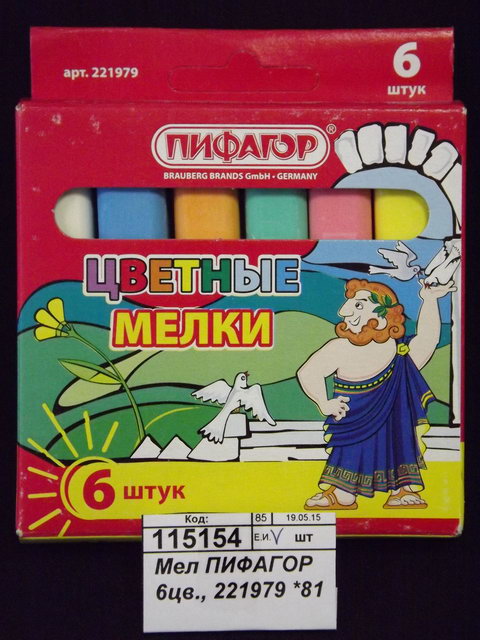 арт. 221979
6
штук
ПИФАГОР®
BRAUBERG BRANDS GmbH • GERMANY
ЦВЕТНЫЕ
МЕЛКИ
6 штук
Код: 85 19.05.15
115154 Е.И. V шт
Мел ПИФАГОР
6цв., 221979 *81